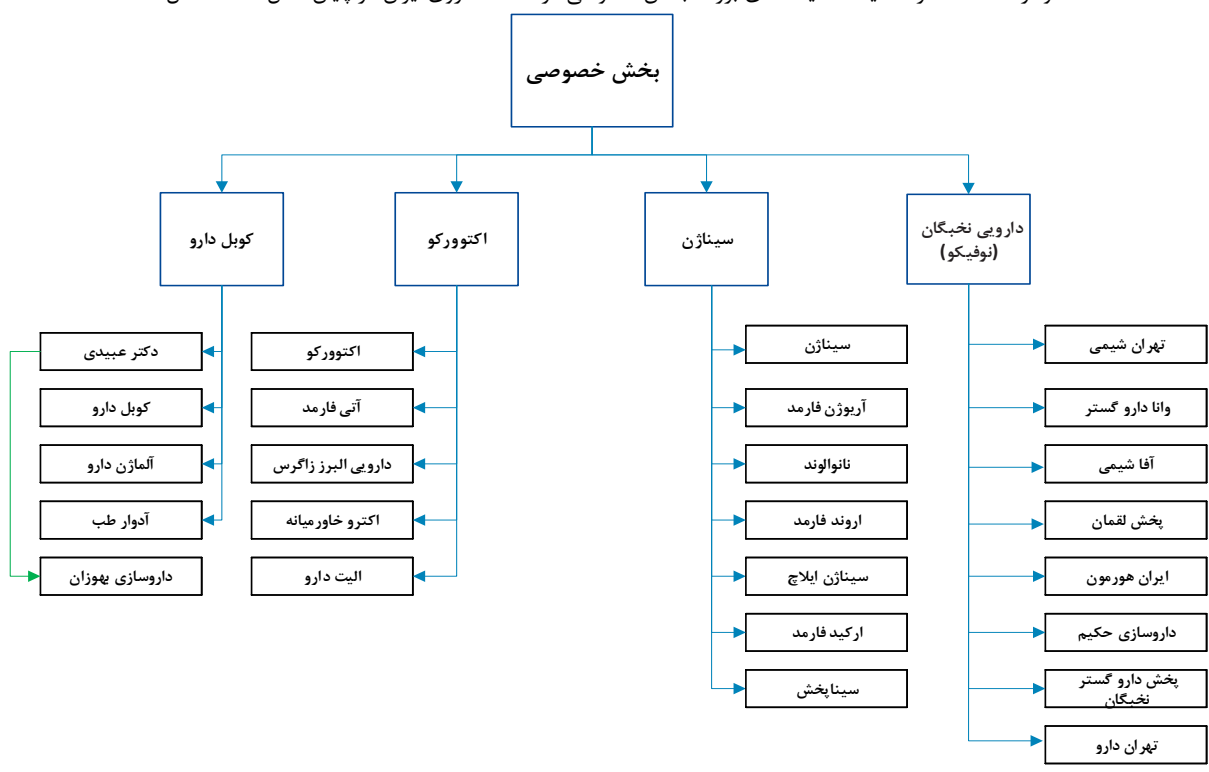 بخش خصوصی
دارویی نخبگان
(نوفیکو)
سیناژن
اکتوورکو
کوبل دارو
تهران شیمی
وانا دارو گستر
آفا شیمی
پخش لقمان
ایران هورمون
داروسازی حکیم
پخش دارو گستر
نخبگان
تهران دارو
سیناژن
آریوژن فارمد
نانوالوند
اروند فارمد
سیناژن ایلاچ
ارکید فارمد
سیناپخش
اکتوورکو
آتی فارمد
دارویی البرز زاگرس
اکترو خاورمیانه
الیت دارو
دکتر عبیدی
کوبل دارو
آلماژن دارو
آدوار طب
داروسازی بهوزان